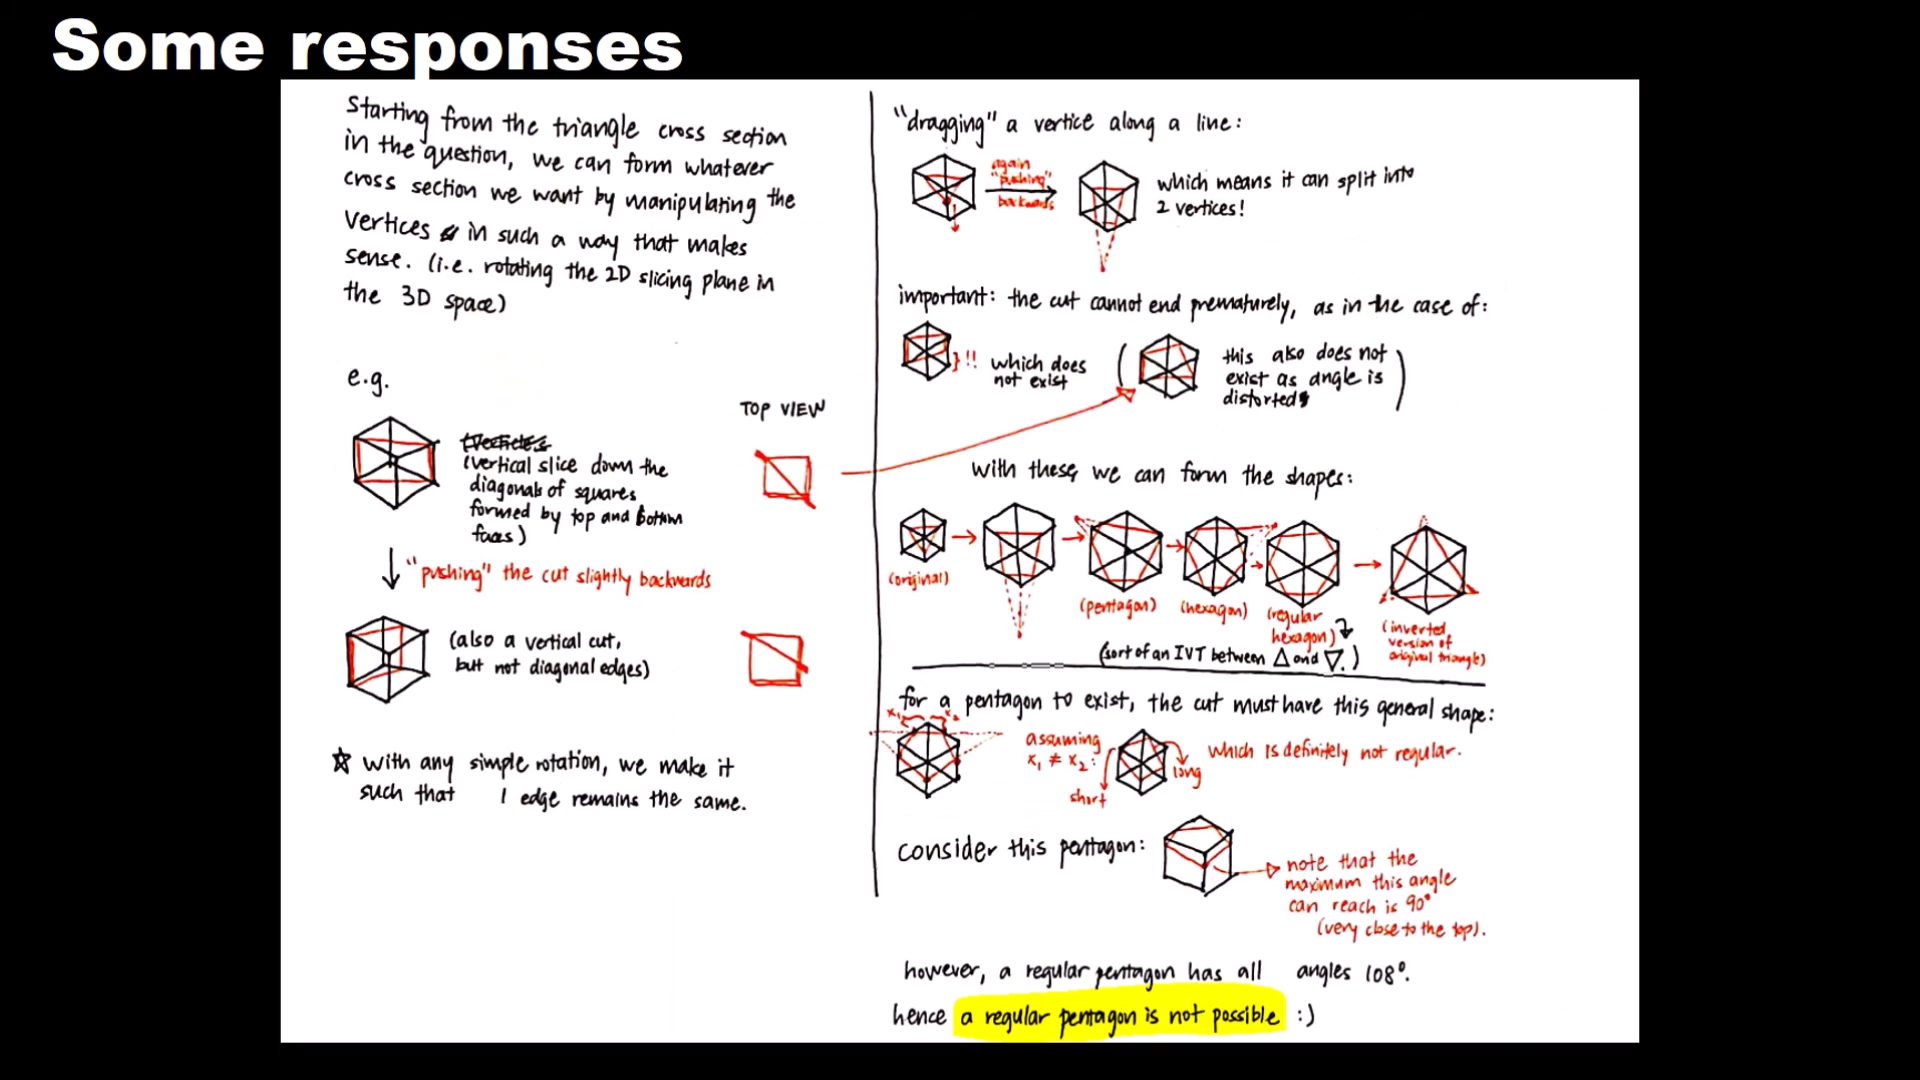 Some responses
Starting from the triangle cross section
in the question, we can form whatever
cross section we want by manipulating the
vertices in such a way that makes
sense. (i.e. rotating the 2D slicing plane in
the 3D space)
e.g.
TOP VIEW
(vertical slice down the
diagonals of squares
formed by top and bottom
faces)
"pushing" the cut slightly backwards
(also a vertical cut,
but not diagonal edges)
☆ with any simple rotation, we make it
such that 1 edge remains the same.
"dragging" a vertice along a line:
again
"pushing"
backwards
which means it can split into
2 vertices!
important: the cut cannot end prematurely, as in the case of:
}!! which does
not exist
(this also does not
exist as angle is
distorted)
with these, we can form the shapes:
(original)
(pentagon)
(hexagon)
(regular
hexagon)
(inverted
version of
original triangle)
(sort of an IVT between △ and ▽.)
for a pentagon to exist, the cut must have this general shape:
x₁ x₂
assuming
x₁ ≠ x₂:
short
long
which is definitely not regular.
consider this pentagon:
note that the
maximum this angle
can reach is 90°
(very close to the top).
however, a regular pentagon has all angles 108°.
hence a regular pentagon is not possible :)